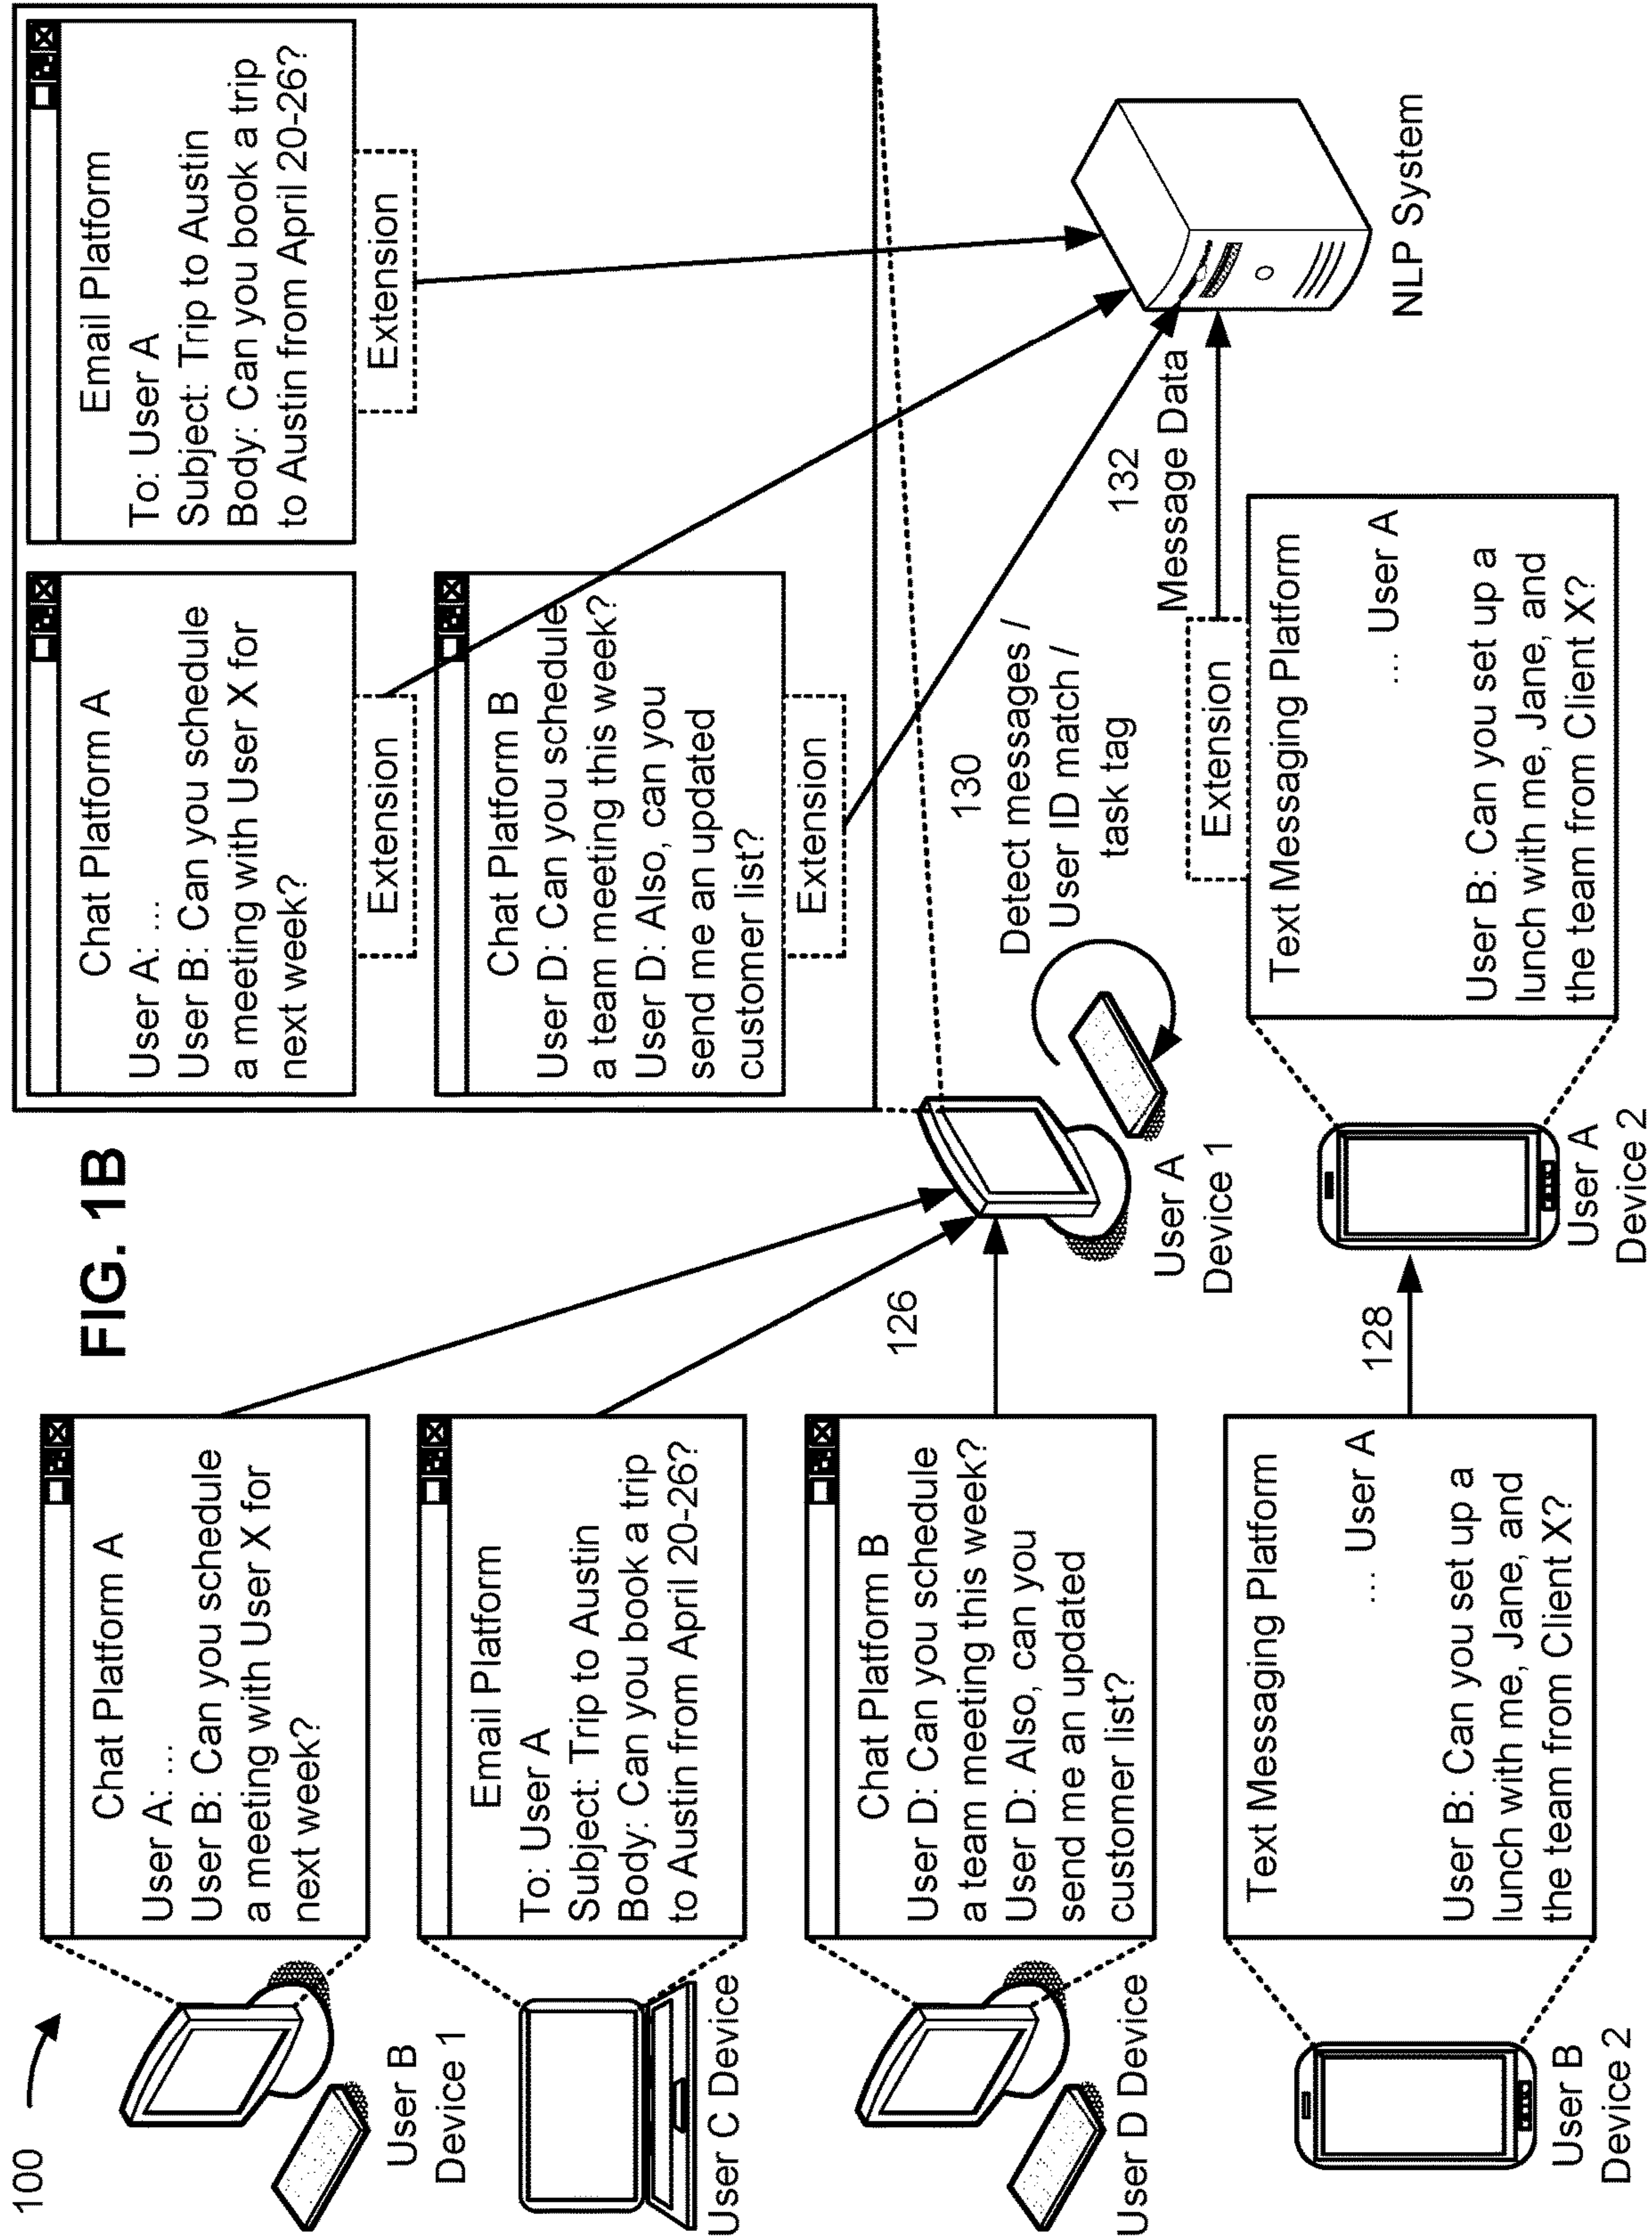 FIG. 1B
100
User B
Device 1
Chat Platform A
User A: ...
User B: Can you schedule
a meeting with User X for
next week?
User C Device
Email Platform
To: User A
Subject: Trip to Austin
Body: Can you book a trip
to Austin from April 20-26?
User D Device
Chat Platform B
User D: Can you schedule
a team meeting this week?
User D: Also, can you
send me an updated
customer list?
User B
Device 2
Text Messaging Platform
... User A
User B: Can you set up a
lunch with me, Jane, and
the team from Client X?
126
128
User A
Device 1
User A
Device 2
Chat Platform A
User A: ...
User B: Can you schedule
a meeting with User X for
next week?
Extension
Email Platform
To: User A
Subject: Trip to Austin
Body: Can you book a trip
to Austin from April 20-26?
Extension
Chat Platform B
User D: Can you schedule
a team meeting this week?
User D: Also, can you
send me an updated
customer list?
Extension
130
Detect messages /
User ID match /
task tag
132
Message Data
Extension
Text Messaging Platform
... User A
User B: Can you set up a
lunch with me, Jane, and
the team from Client X?
NLP System